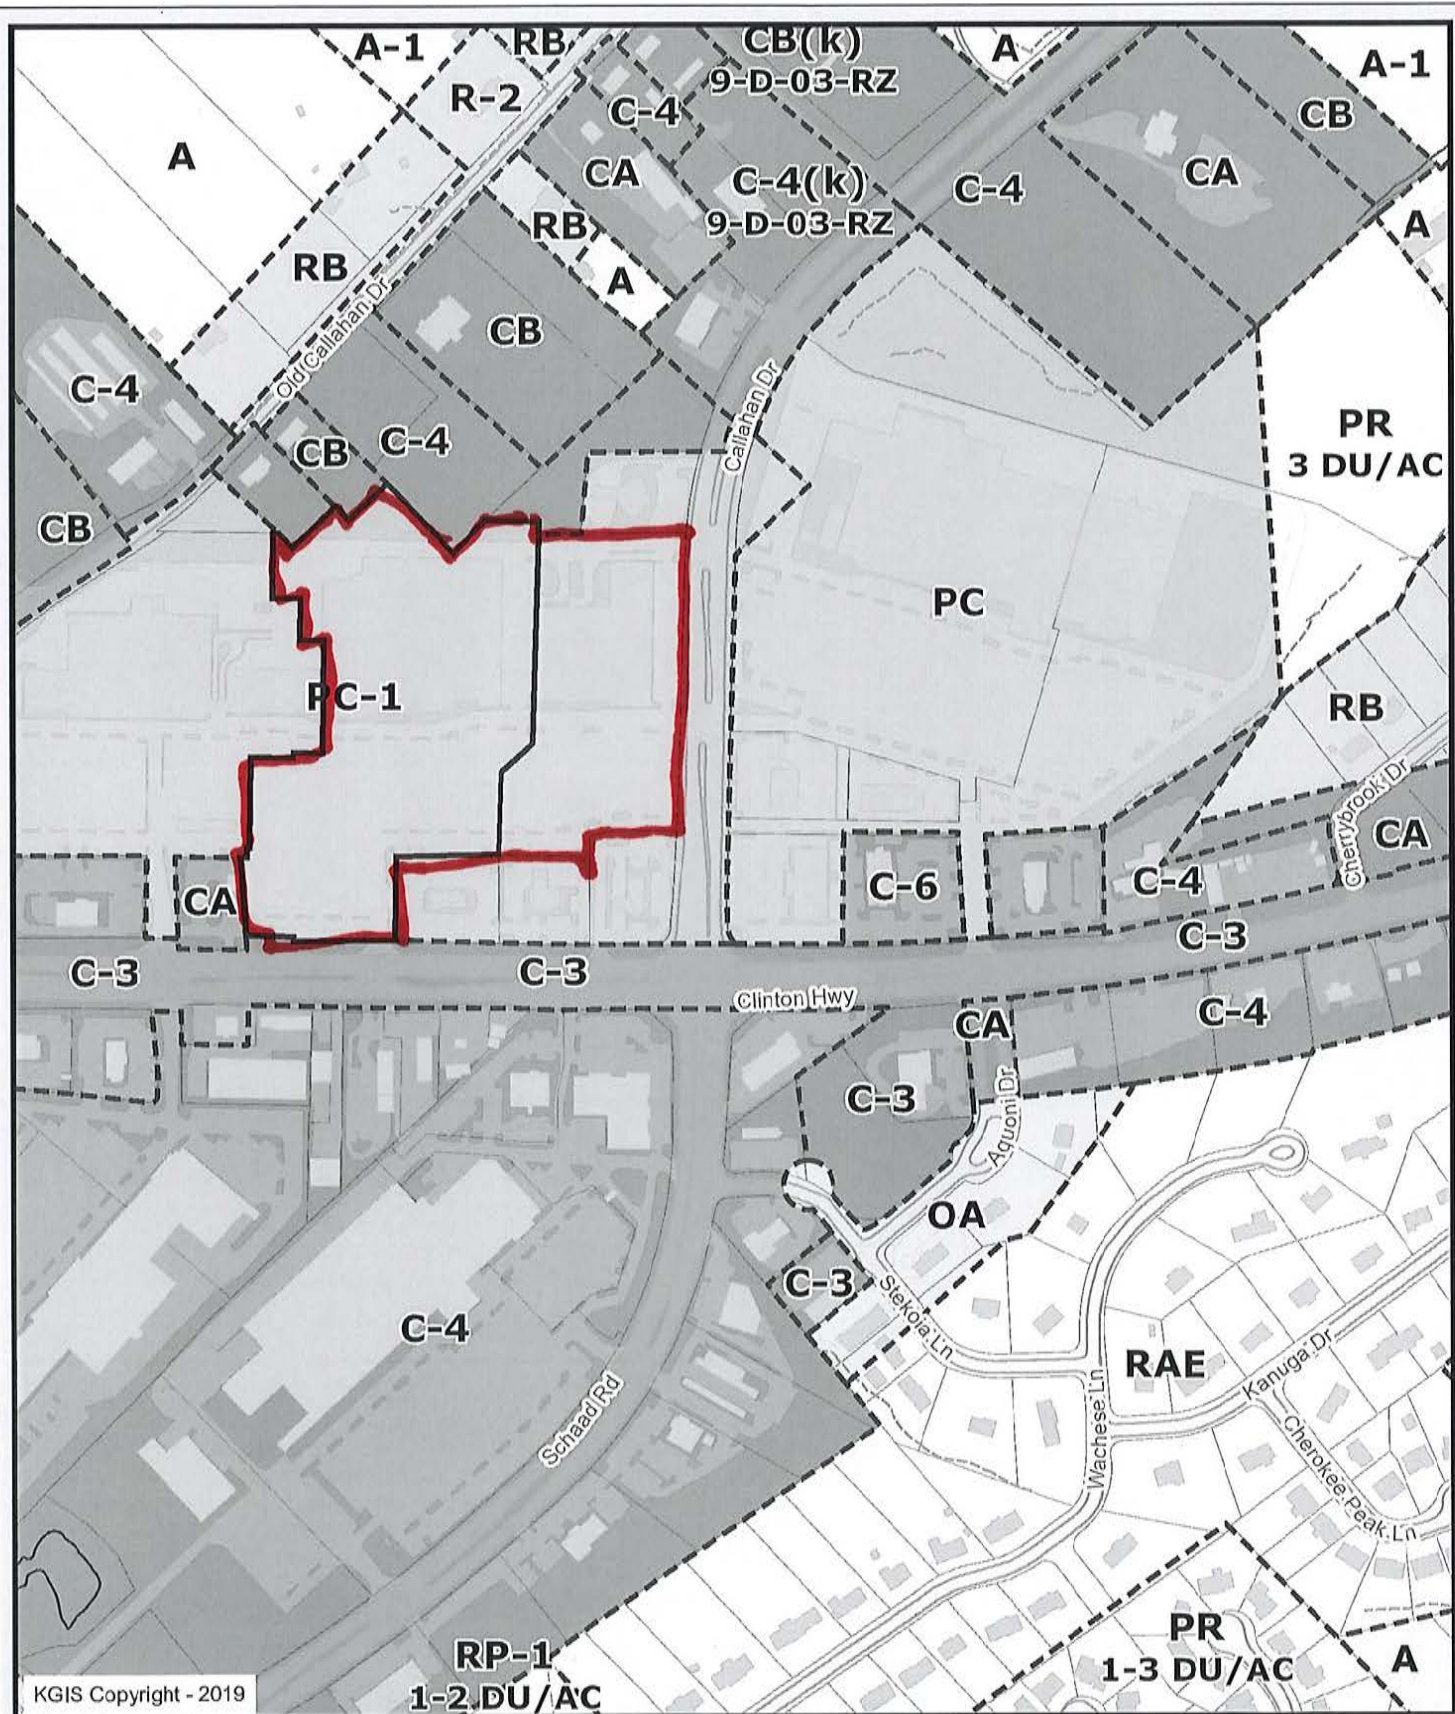 A-1
RB
CB(k)
9-D-03-RZ
A
A-1
R-2
C-4
CB
A
CA
C-4(k)
9-D-03-RZ
C-4
CA
RB
A
RB
A
Old Callahan Dr
CB
C-4
Callahan Dr
PR
3 DU/AC
CB
C-4
CB
PC
PC-1
RB
Cherrybrook Dr
CA
CA
C-6
C-4
C-3
C-3
C-3
Clinton Hwy
CA
C-4
C-3
Aquoni Dr
OA
C-3
Stekoia Ln
C-4
RAE
Kanuga Dr
Schaad Rd
Wachese Ln
Cherokee Peak Ln
RP-1
1-2 DU/AC
PR
1-3 DU/AC
A
KGIS Copyright - 2019